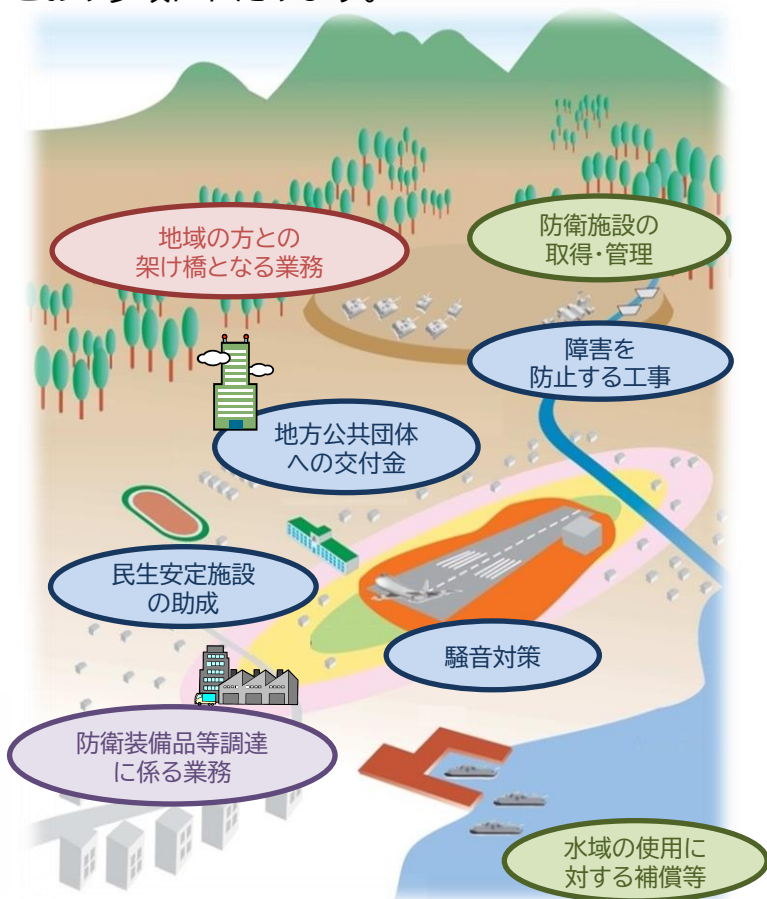 地域の方との
架け橋となる業務
防衛施設の
取得・管理
障害を
防止する工事
地方公共団体
への交付金
民生安定施設
の助成
騒音対策
防衛装備品等調達
に係る業務
水域の使用に
対する補償等